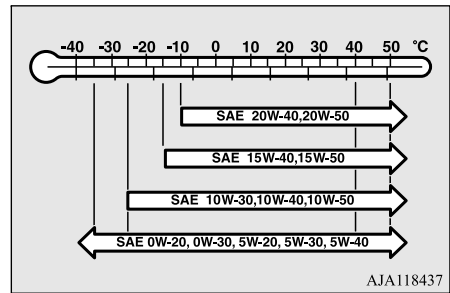 -40 -30 -20 -10 0 10 20 30 40 50 °C
SAE 20W-40,20W-50
SAE 15W-40,15W-50
SAE 10W-30,10W-40,10W-50
SAE 0W-20, 0W-30, 5W-20, 5W-30, 5W-40
AJA118437